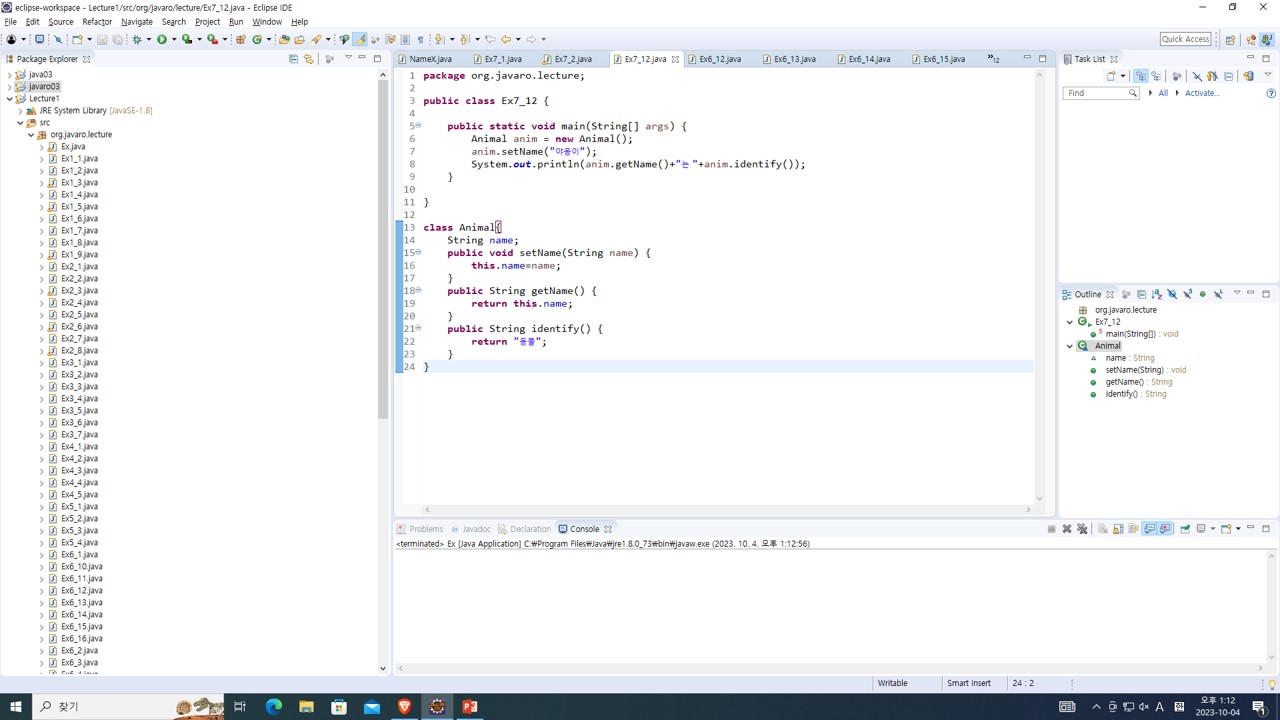 eclipse-workspace - Lecture1/src/org/javaro/lecture/Ex7_12.java - Eclipse IDE
File Edit Source Refactor Navigate Search Project Run Window Help
Quick Access
Package Explorer
java03
javaro03
Lecture1
JRE System Library [JavaSE-1.8]
src
org.javaro.lecture
Ex.java
Ex1_1.java
Ex1_2.java
Ex1_3.java
Ex1_4.java
Ex1_5.java
Ex1_6.java
Ex1_7.java
Ex1_8.java
Ex1_9.java
Ex2_1.java
Ex2_2.java
Ex2_3.java
Ex2_4.java
Ex2_5.java
Ex2_6.java
Ex2_7.java
Ex2_8.java
Ex3_1.java
Ex3_2.java
Ex3_3.java
Ex3_4.java
Ex3_5.java
Ex3_6.java
Ex3_7.java
Ex4_1.java
Ex4_2.java
Ex4_3.java
Ex4_4.java
Ex4_5.java
Ex5_1.java
Ex5_2.java
Ex5_3.java
Ex5_4.java
Ex6_1.java
Ex6_10.java
Ex6_11.java
Ex6_12.java
Ex6_13.java
Ex6_14.java
Ex6_15.java
Ex6_16.java
Ex6_2.java
Ex6_3.java
NameX.java Ex7_1.java Ex7_2.java Ex7_12.java Ex6_12.java Ex6_13.java Ex6_14.java Ex6_15.java »12
1 package org.javaro.lecture;
2
3 public class Ex7_12 {
4
5 public static void main(String[] args) {
6 Animal anim = new Animal();
7 anim.setName("야옹이");
8 System.out.println(anim.getName()+"는 "+anim.identify());
9 }
10
11 }
12
13 class Animal{
14 String name;
15 public void setName(String name) {
16 this.name=name;
17 }
18 public String getName() {
19 return this.name;
20 }
21 public String identify() {
22 return "동물";
23 }
24 }
Task List
Find All Activate...
Outline
org.javaro.lecture
Ex7_12
main(String[]) : void
Animal
name : String
setName(String) : void
getName() : String
identify() : String
Problems Javadoc Declaration Console
<terminated> Ex [Java Application] C:₩Program Files₩Java₩jre1.8.0_73₩bin₩javaw.exe (2023. 10. 4. 오후 1:12:56)
Writable Smart Insert 24 : 2
찾기
A 漢 오후 1:12
2023-10-04
1